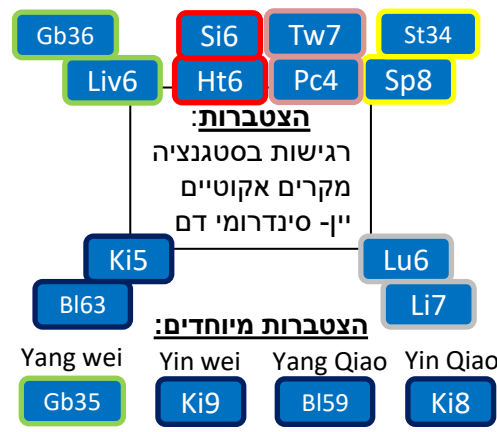 Gb36 Si6 Tw7 St34
Liv6 Ht6 Pc4 Sp8
הצטברות:
רגישות בסטגנציה
מקרים אקוטיים
יין- סינדרומי דם
Ki5 Lu6
Bl63 Li7
הצטברות מיוחדים:
Yang wei Yin wei Yang Qiao Yin Qiao
Gb35 Ki9 Bl59 Ki8